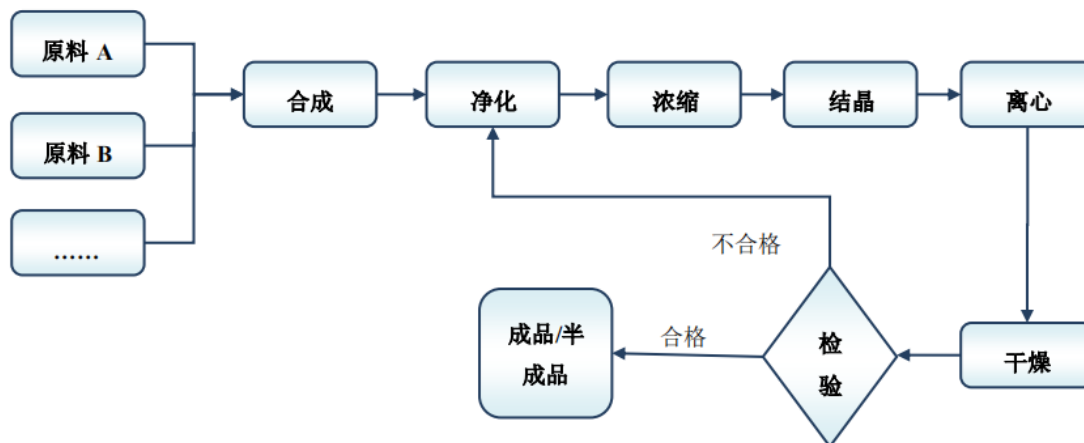 原料 A
合成
净化
浓缩
结晶
离心
原料 B
......
不合格
成品/半
成品
合格
检
验
干燥